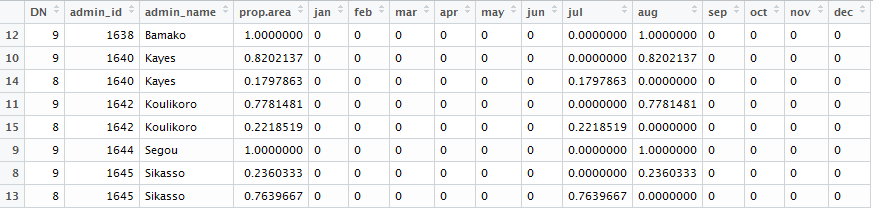 DN admin_id admin_name prop.area jan feb mar apr may jun jul aug sep oct nov dec
12 9 1638 Bamako 1.0000000 0 0 0 0 0 0 0.0000000 1.0000000 0 0 0 0
10 9 1640 Kayes 0.8202137 0 0 0 0 0 0 0.0000000 0.8202137 0 0 0 0
14 8 1640 Kayes 0.1797863 0 0 0 0 0 0 0.1797863 0.0000000 0 0 0 0
11 9 1642 Koulikoro 0.7781481 0 0 0 0 0 0 0.0000000 0.7781481 0 0 0 0
15 8 1642 Koulikoro 0.2218519 0 0 0 0 0 0 0.2218519 0.0000000 0 0 0 0
9 9 1644 Segou 1.0000000 0 0 0 0 0 0 0.0000000 1.0000000 0 0 0 0
8 9 1645 Sikasso 0.2360333 0 0 0 0 0 0 0.0000000 0.2360333 0 0 0 0
13 8 1645 Sikasso 0.7639667 0 0 0 0 0 0 0.7639667 0.0000000 0 0 0 0